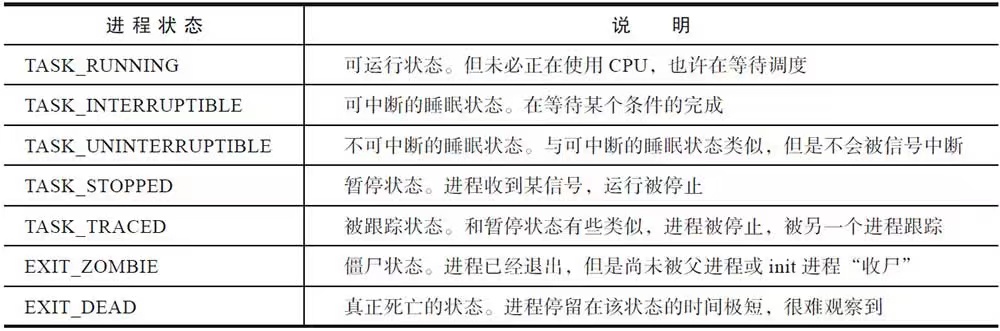 进程状态 说明
TASK_RUNNING 可运行状态。但未必正在使用 CPU，也许在等待调度
TASK_INTERRUPTIBLE 可中断的睡眠状态。在等待某个条件的完成
TASK_UNINTERRUPTIBLE 不可中断的睡眠状态。与可中断的睡眠状态类似，但是不会被信号中断
TASK_STOPPED 暂停状态。进程收到某信号，运行被停止
TASK_TRACED 被跟踪状态。和暂停状态有些类似，进程被停止，被另一个进程跟踪
EXIT_ZOMBIE 僵尸状态。进程已经退出，但是尚未被父进程或 init 进程“收尸”
EXIT_DEAD 真正死亡的状态。进程停留在该状态的时间极短，很难观察到